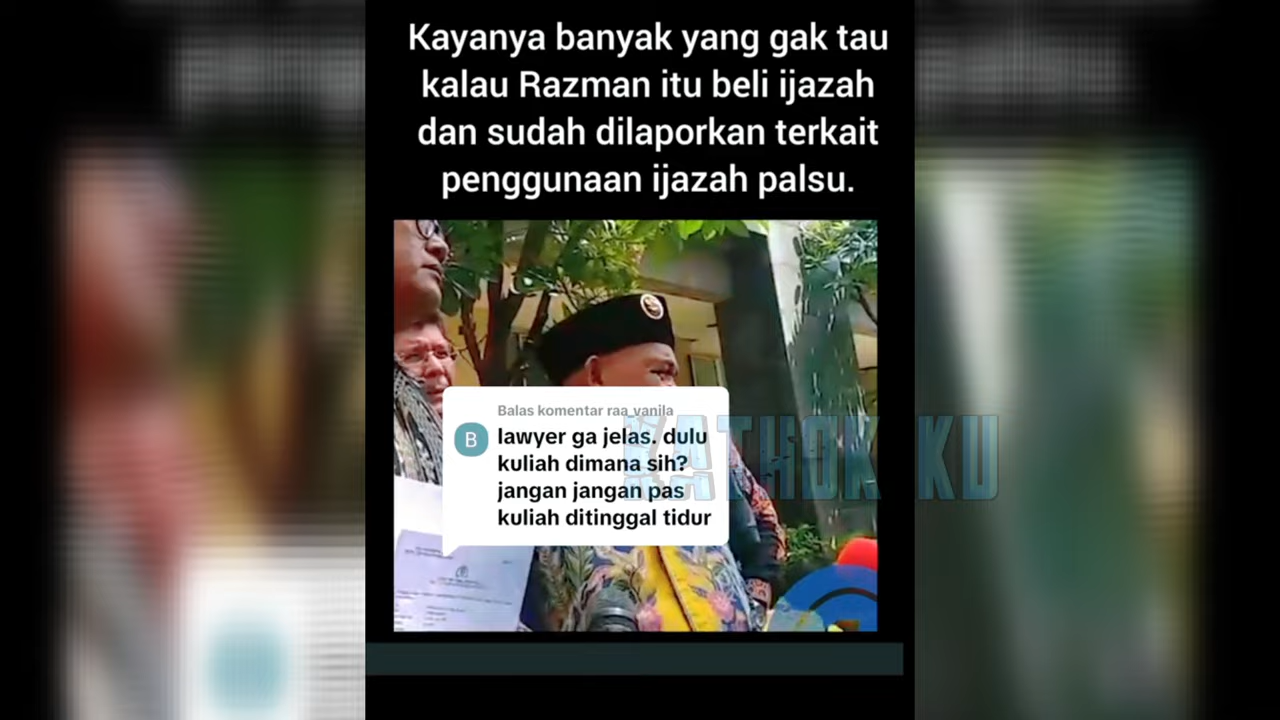 Kayanya banyak yang gak tau
kalau Razman itu beli ijazah
dan sudah dilaporkan terkait
penggunaan ijazah palsu.
Balas komentar raa_vanila
B
lawyer ga jelas. dulu
kuliah dimana sih?
jangan jangan pas
kuliah ditinggal tidur
KATHOK KU